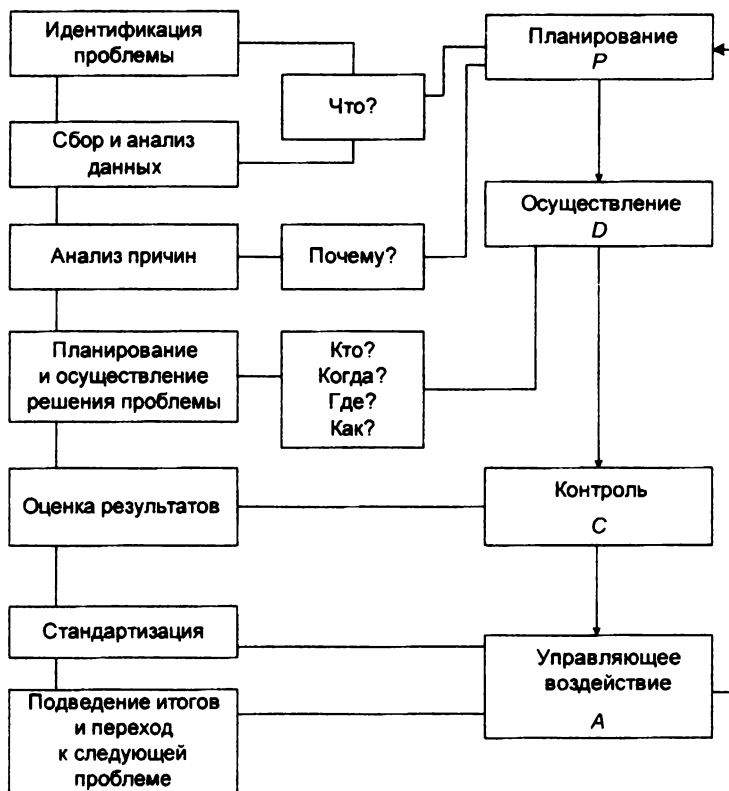 Идентификация
проблемы
Что?
Планирование
P
Сбор и анализ
данных
Осуществление
D
Анализ причин
Почему?
Планирование
и осуществление
решения проблемы
Кто?
Когда?
Где?
Как?
Оценка результатов
Контроль
C
Стандартизация
Управляющее
воздействие
A
Подведение итогов
и переход
к следующей
проблеме